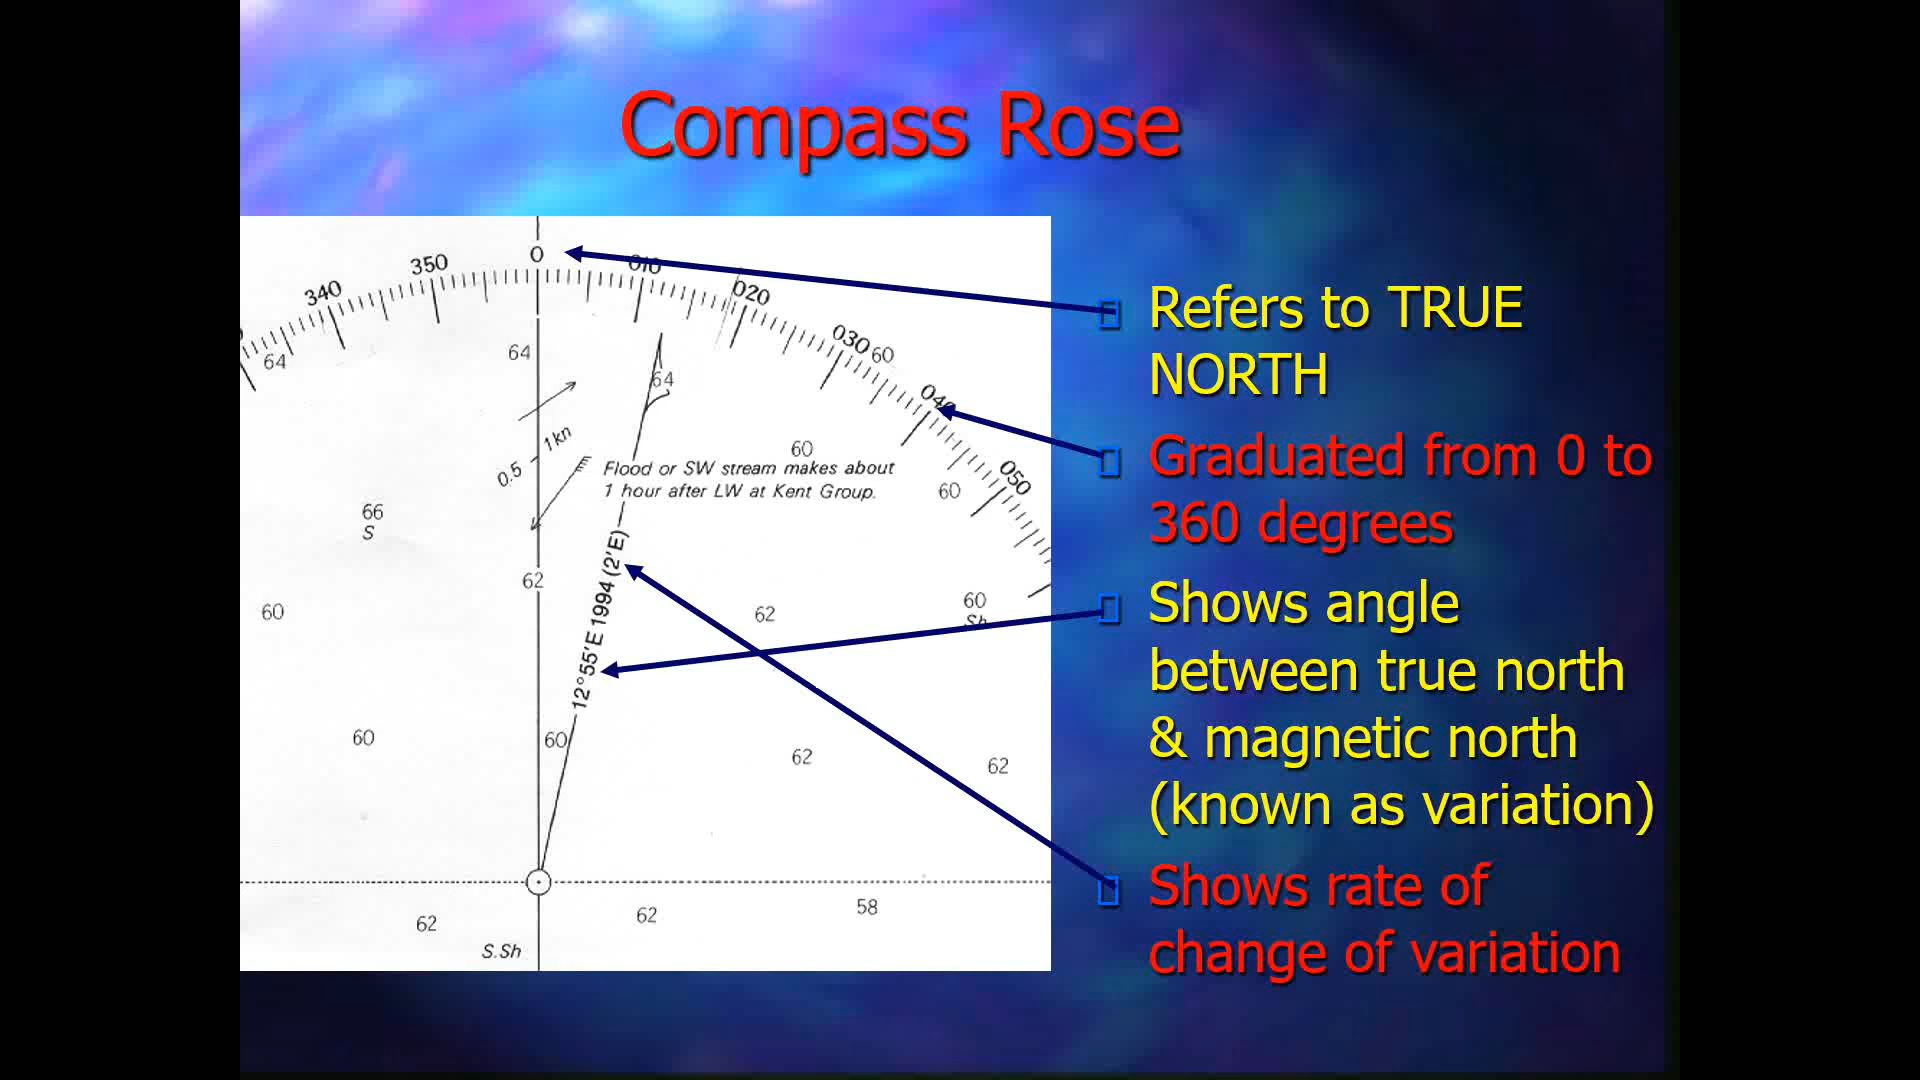 Compass Rose
0
350
010
340
020
030
60
64
64
64
040
0.5 - 1kn
60
050
Flood or SW stream makes about
1 hour after LW at Kent Group.
60
66
S
62
60
62
60
Sh
12°55'E 1994 (2'E)
60
60
62
62
62
62
58
S.Sh
Refers to TRUE
NORTH
Graduated from 0 to
360 degrees
Shows angle
between true north
& magnetic north
(known as variation)
Shows rate of
change of variation